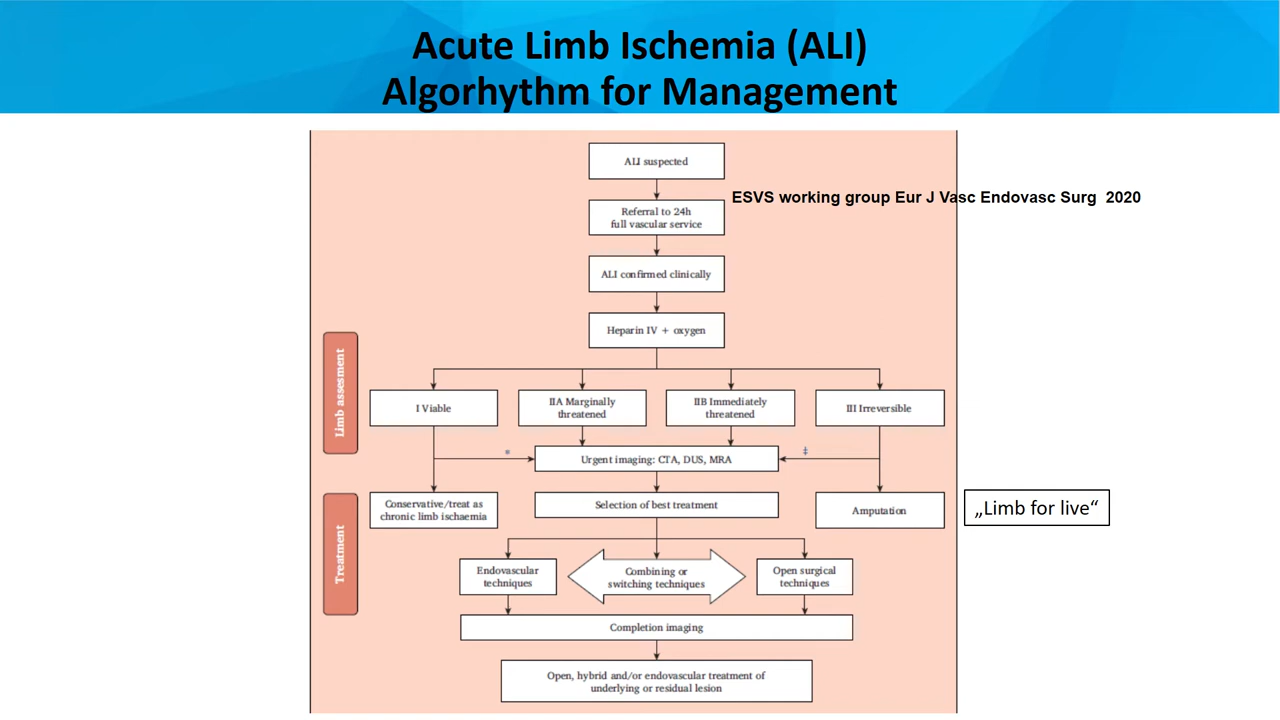 Acute Limb Ischemia (ALI)
Algorhythm for Management
ALI suspected
ESVS working group Eur J Vasc Endovasc Surg 2020
Referral to 24h
full vascular service
ALI confirmed clinically
Heparin IV + oxygen
Limb assesment
I Viable
IIA Marginally
threatened
IIB Immediately
threatened
III Irreversible
*
Urgent imaging: CTA, DUS, MRA
‡
Treatment
Conservative/treat as
chronic limb ischaemia
Selection of best treatment
Amputation
„Limb for live“
Endovascular
techniques
Combining or
switching techniques
Open surgical
techniques
Completion imaging
Open, hybrid and/or endovascular treatment of
underlying or residual lesion